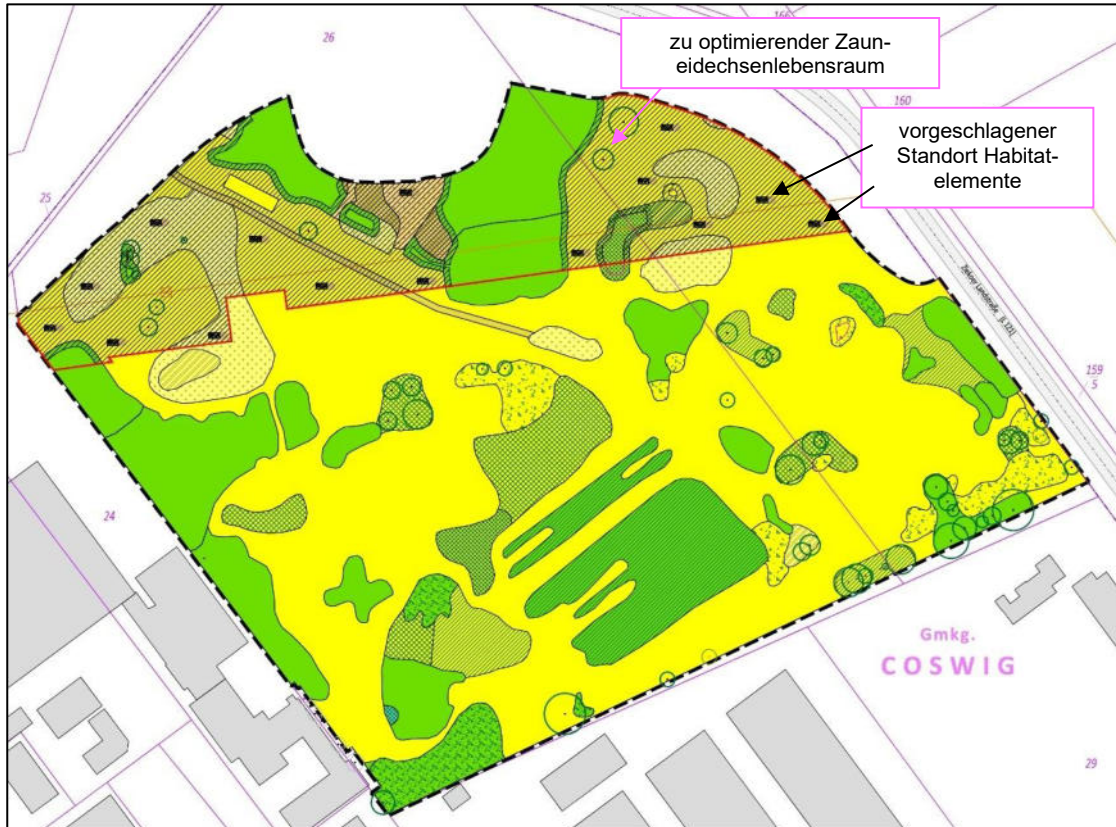 26
zu optimierender Zaun-
eidechsenlebensraum
160
vorgeschlagener
Standort Habitat-
elemente
25
159
5
24
Gmkg.
COSWIG
29